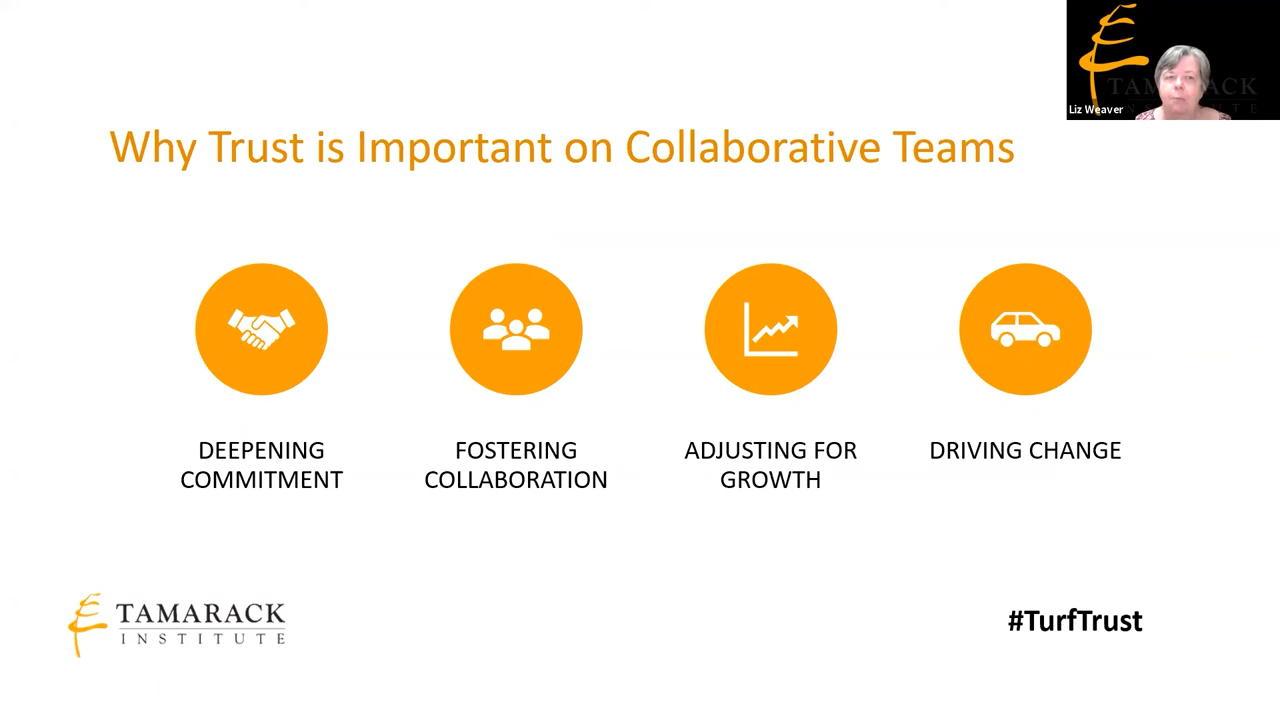 Liz Weaver
Why Trust is Important on Collaborative Teams
DEEPENING
COMMITMENT
FOSTERING
COLLABORATION
ADJUSTING FOR
GROWTH
DRIVING CHANGE
TAMARACK
INSTITUTE
#TurfTrust